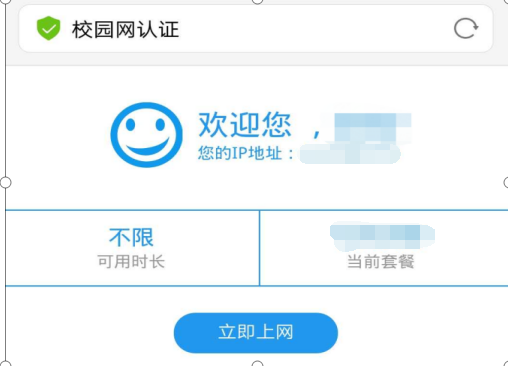 校园网认证
欢迎您 ，
您的IP地址：
不限
可用时长
当前套餐
立即上网